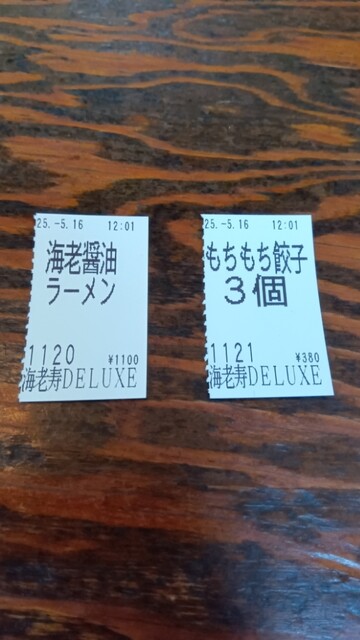 25.-5.16 12:01
海老醤油
ラーメン
1120 ¥1100
海老寿DELUXE
25.-5.16 12:01
もちもち餃子
3個
1121 ¥380
海老寿DELUXE